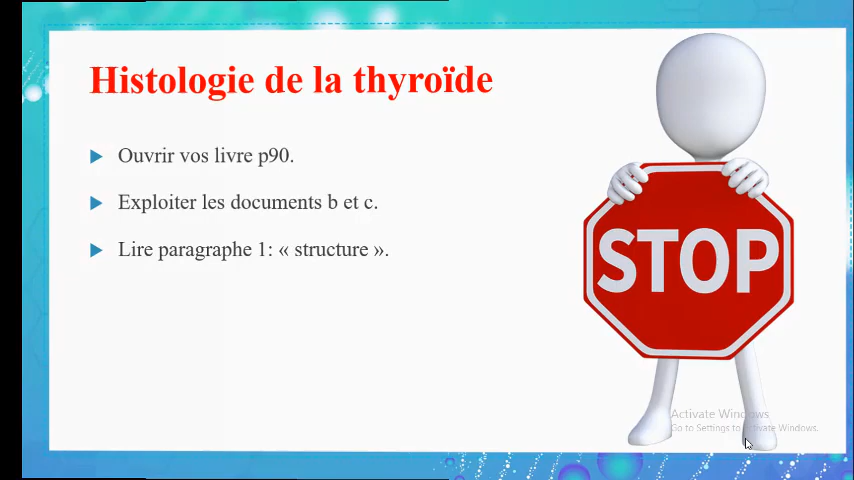 Histologie de la thyroïde
Ouvrir vos livre p90.
Exploiter les documents b et c.
Lire paragraphe 1: « structure ».
STOP
Activate Windows
Go to Settings to activate Windows.